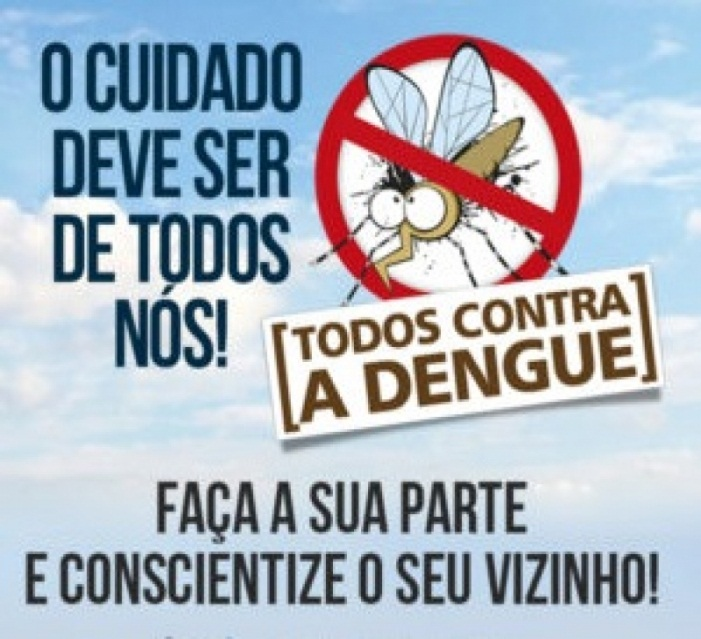 O CUIDADO
DEVE SER
DE TODOS
NÓS!
[TODOS CONTRA
A DENGUE]
FAÇA A SUA PARTE
E CONSCIENTIZE O SEU VIZINHO!